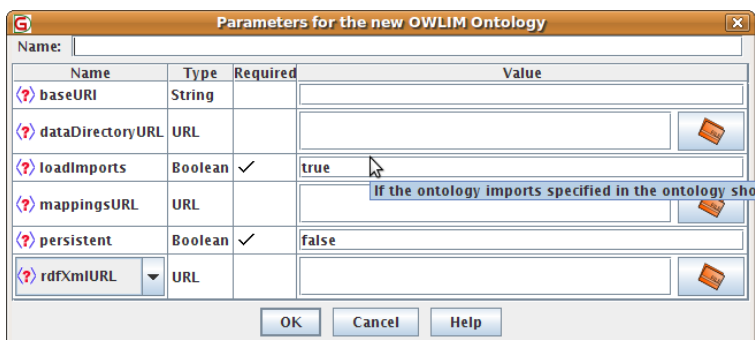 Parameters for the new OWLIM Ontology
Name:
Name Type Required Value
baseURI String
dataDirectoryURL URL
loadImports Boolean true
If the ontology imports specified in the ontology sho
mappingsURL URL
persistent Boolean false
rdfXmlURL URL
OK Cancel Help